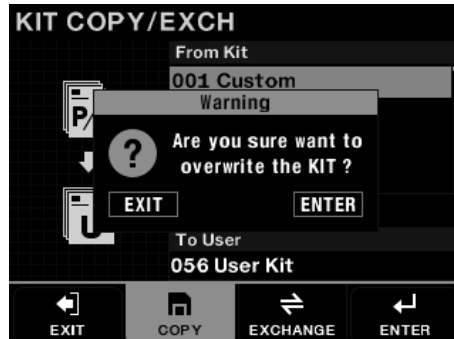 KIT COPY/EXCH
From Kit
001 Custom
Warning
P/
?
Are you sure want to
overwrite the KIT ?
EXIT
ENTER
U
To User
056 User Kit
EXIT
COPY
EXCHANGE
ENTER